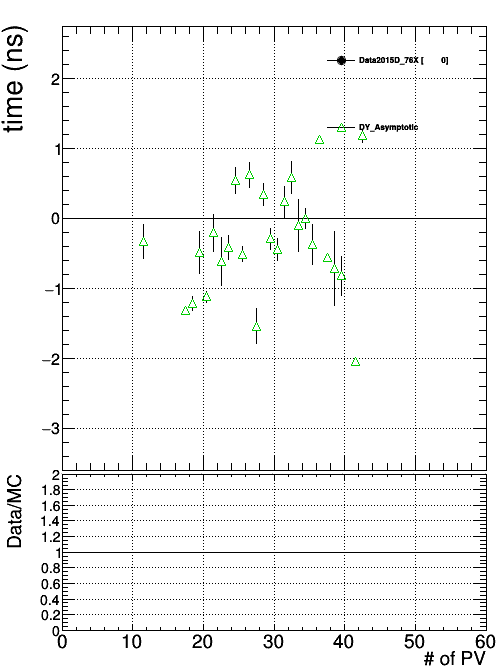 time (ns)
Data2015D_76X [ 0]
DY_Asymptotic
2
1
0
−1
−2
−3
Data/MC
2
1.8
1.6
1.4
1.2
1
0.8
0.6
0.4
0.2
0
0 10 20 30 40 50 60
# of PV